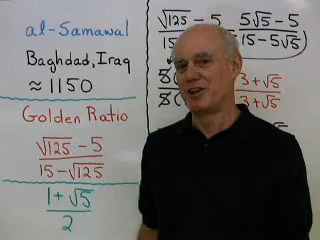 al-Samawal
Baghdad, Iraq
≈ 1150
Golden Ratio
√125 - 5
15 - √125
1 + √5
2
√125 - 5
5√5 - 5
15
15 - 5√5
3 + √5
3 + √5